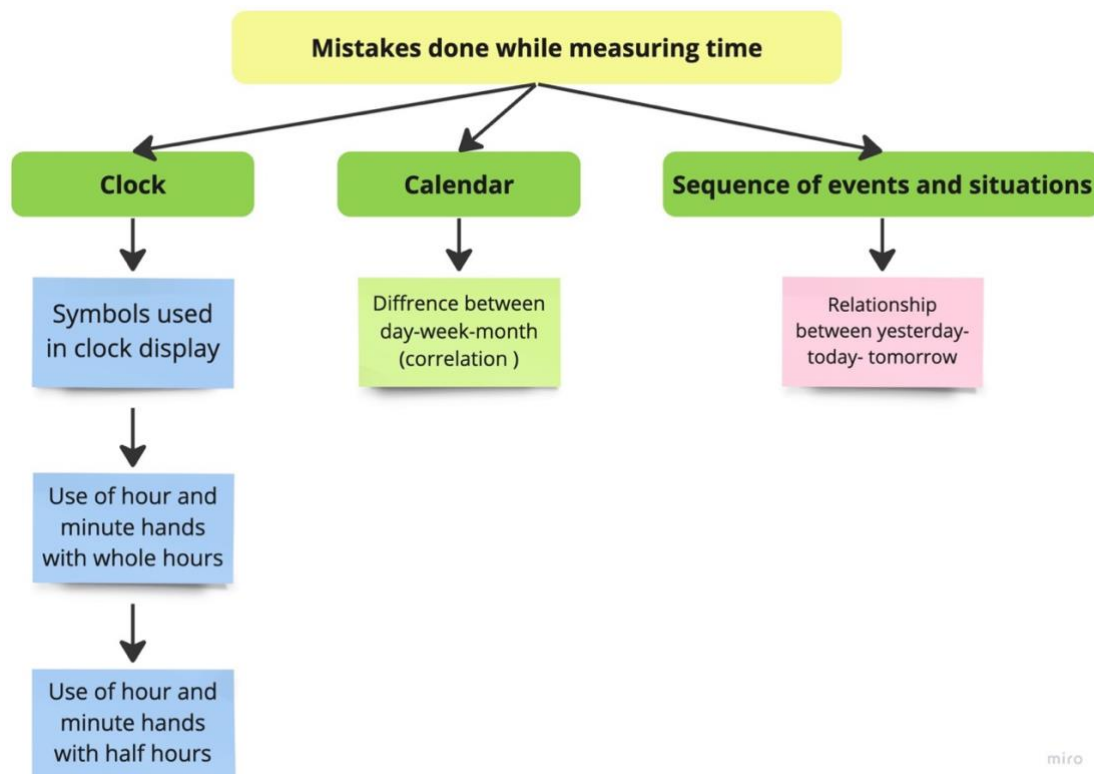 Mistakes done while measuring time
Clock
Calendar
Sequence of events and situations
Symbols used
in clock display
Diffrence between
day-week-month
(correlation )
Relationship
between yesterday-
today- tomorrow
Use of hour and
minute hands
with whole hours
Use of hour and
minute hands
with half hours
miro